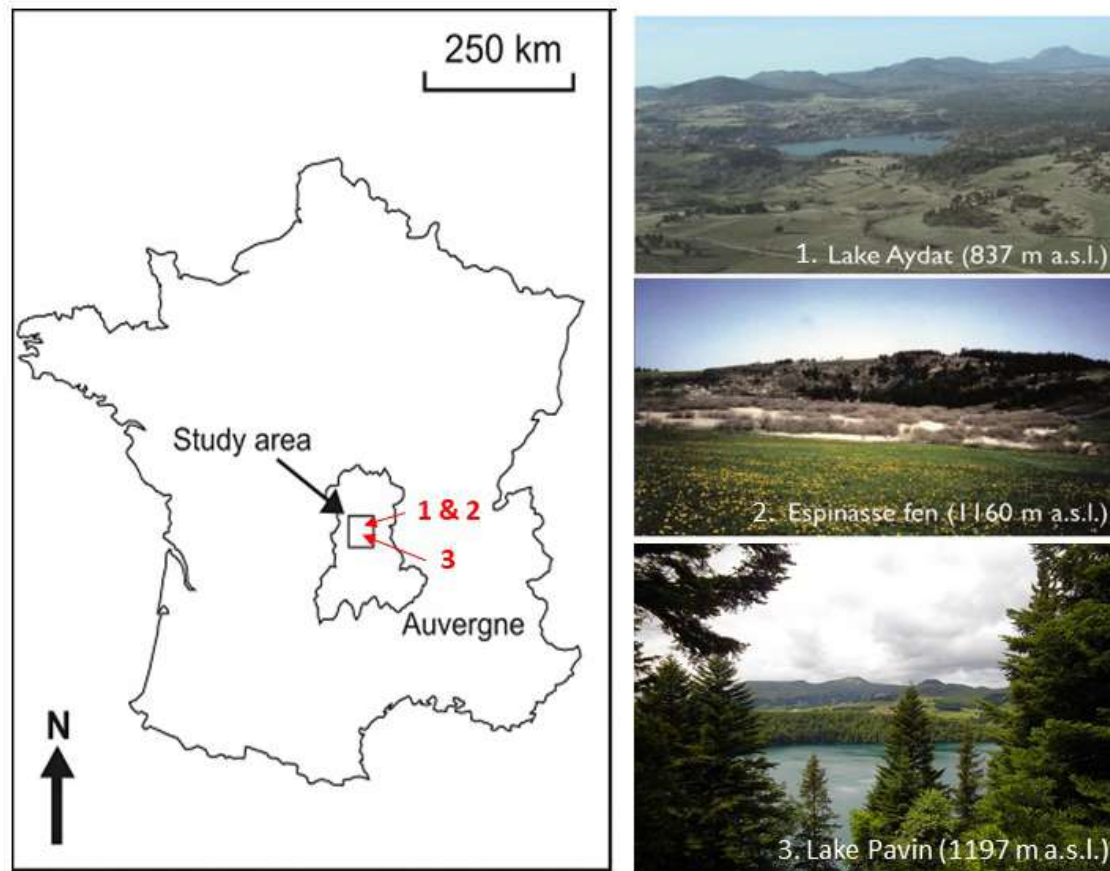 250 km
Study area
1 & 2
3
Auvergne
N
1. Lake Aydat (837 m a.s.l.)
2. Espinasse fen (1160 m a.s.l.)
3. Lake Pavin (1197 m a.s.l.)